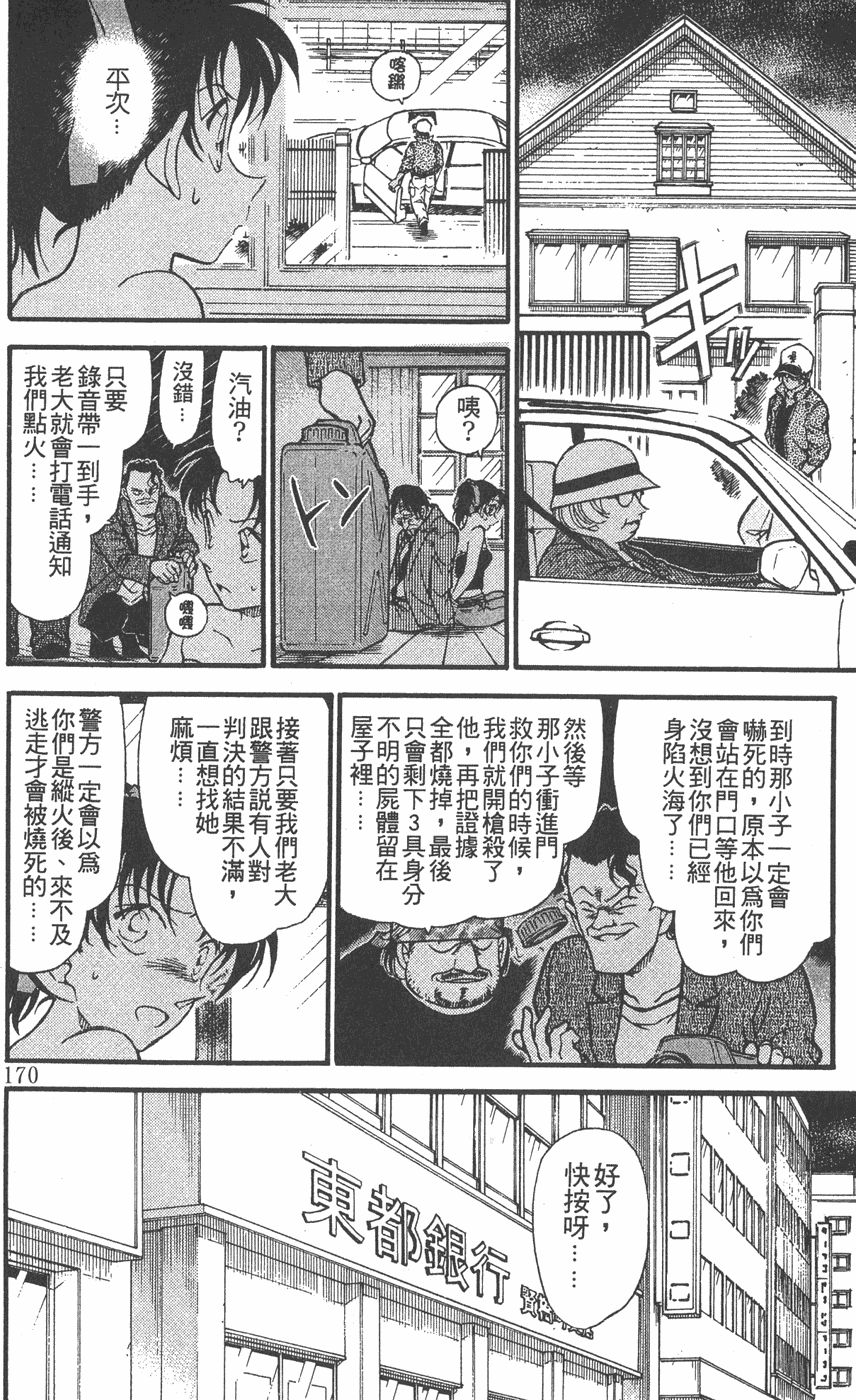 キキッ
喀鏘
平次…
咦?
トン
汽油?
沒錯…
嘿嘿
只要
錄音帶一到手,
老大就會打電話通知
我們點火……
到時那小子一定會
嚇死的,原本以為你們
會站在門口等他回來,
沒想到你們已經
身陷火海了……
然後等
那小子衝進門
救你們的時候,
我們就開槍殺了
他,再把證據
全都燒掉,最後
只會剩下3具身分
不明的屍體留在
屋子裡……
接著只要我們老大
跟警方說有人對
判決的結果不滿,
一直想找她
麻煩……
警方一定會以為
你們是縱火後、來不及
逃走才會被燒死的……
170
好了,
快按呀……
東都銀行